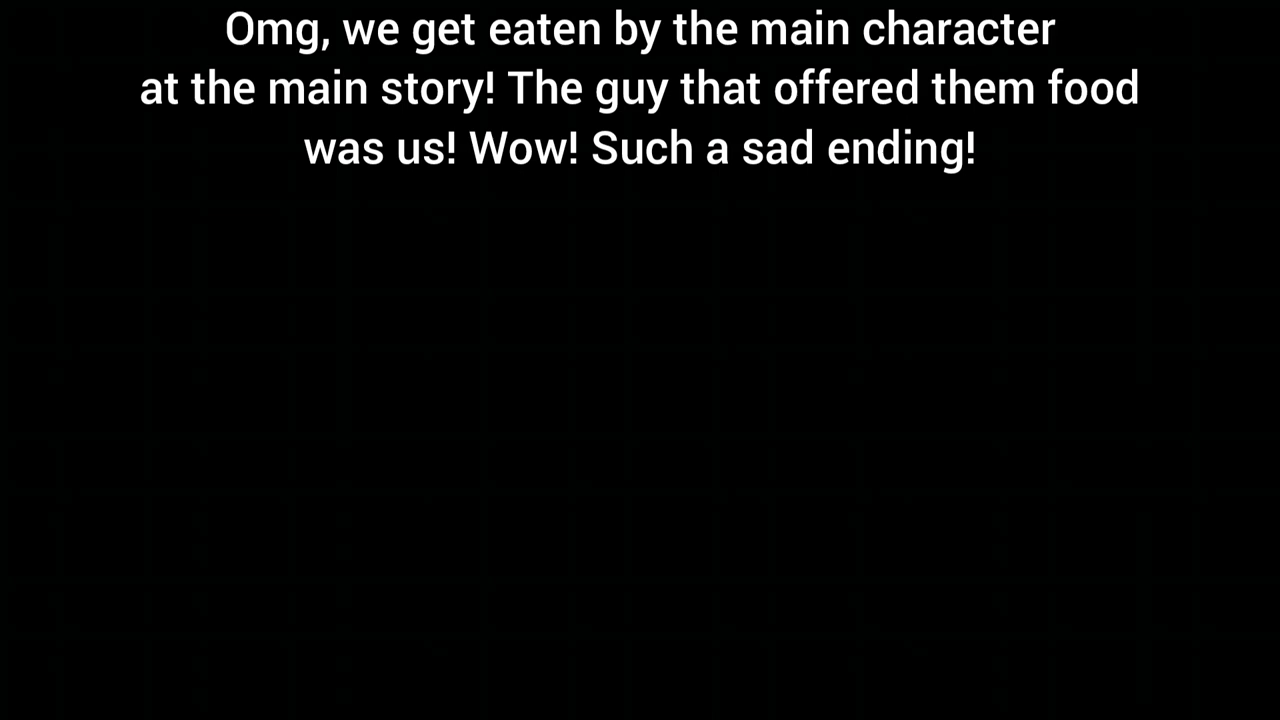 Omg, we get eaten by the main character
at the main story! The guy that offered them food
was us! Wow! Such a sad ending!